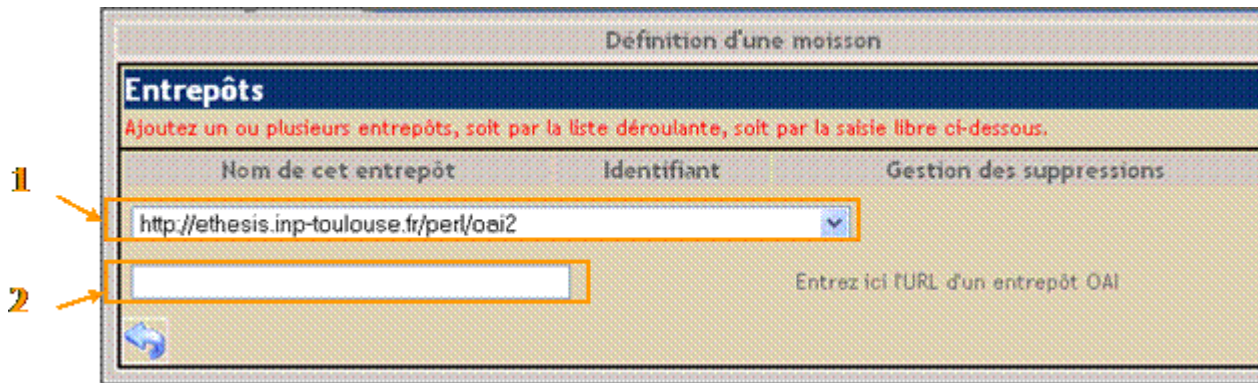 Définition d'une moisson
Entrepôts
Ajoutez un ou plusieurs entrepôts, soit par la liste déroulante, soit par la saisie libre ci-dessous.
Nom de cet entrepôt Identifiant Gestion des suppressions
1
http://ethesis.inp-toulouse.fr/perl/oai2
2
Entrez ici l'URL d'un entrepôt OAI